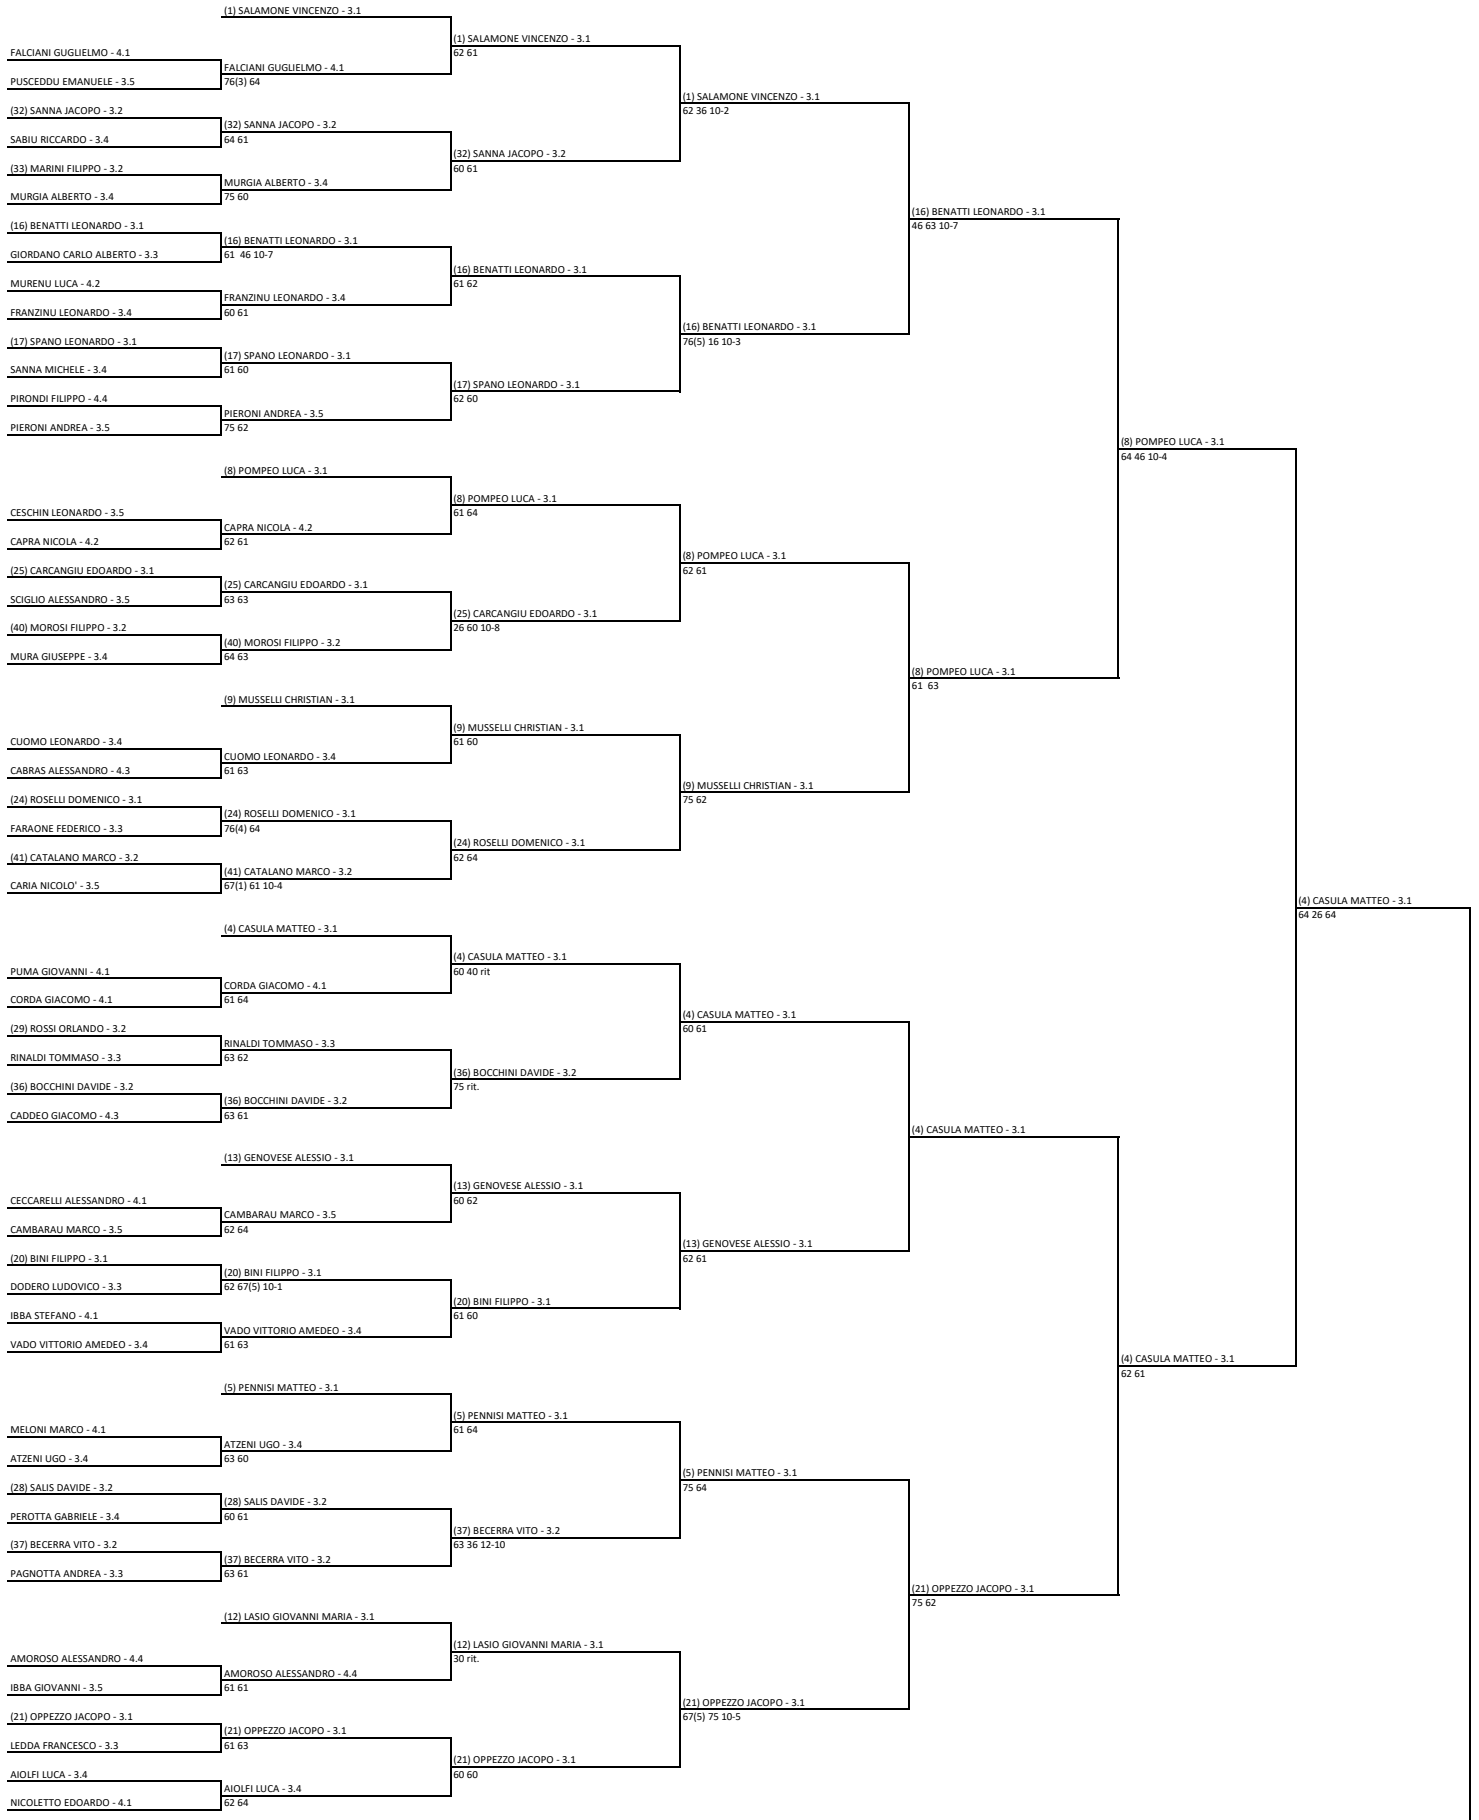 (1) SALAMONE VINCENZO - 3.1
(1) SALAMONE VINCENZO - 3.1
62 61
FALCIANI GUGLIELMO - 4.1
FALCIANI GUGLIELMO - 4.1
76(3) 64
PUSCEDDU EMANUELE - 3.5
(1) SALAMONE VINCENZO - 3.1
62 36 10-2
(32) SANNA JACOPO - 3.2
(32) SANNA JACOPO - 3.2
64 61
SABIU RICCARDO - 3.4
(32) SANNA JACOPO - 3.2
60 61
(33) MARINI FILIPPO - 3.2
MURGIA ALBERTO - 3.4
75 60
MURGIA ALBERTO - 3.4
(16) BENATTI LEONARDO - 3.1
46 63 10-7
(16) BENATTI LEONARDO - 3.1
(16) BENATTI LEONARDO - 3.1
61 46 10-7
GIORDANO CARLO ALBERTO - 3.3
(16) BENATTI LEONARDO - 3.1
61 62
MURENU LUCA - 4.2
FRANZINU LEONARDO - 3.4
60 61
FRANZINU LEONARDO - 3.4
(16) BENATTI LEONARDO - 3.1
76(5) 16 10-3
(17) SPANO LEONARDO - 3.1
(17) SPANO LEONARDO - 3.1
61 60
SANNA MICHELE - 3.4
(17) SPANO LEONARDO - 3.1
62 60
PIRONDI FILIPPO - 4.4
PIERONI ANDREA - 3.5
75 62
PIERONI ANDREA - 3.5
(8) POMPEO LUCA - 3.1
64 46 10-4
(8) POMPEO LUCA - 3.1
(8) POMPEO LUCA - 3.1
61 64
CESCHIN LEONARDO - 3.5
CAPRA NICOLA - 4.2
62 61
CAPRA NICOLA - 4.2
(8) POMPEO LUCA - 3.1
62 61
(25) CARCANGIU EDOARDO - 3.1
(25) CARCANGIU EDOARDO - 3.1
63 63
SCIGLIO ALESSANDRO - 3.5
(25) CARCANGIU EDOARDO - 3.1
26 60 10-8
(40) MOROSI FILIPPO - 3.2
(40) MOROSI FILIPPO - 3.2
64 63
MURA GIUSEPPE - 3.4
(8) POMPEO LUCA - 3.1
61 63
(9) MUSSELLI CHRISTIAN - 3.1
(9) MUSSELLI CHRISTIAN - 3.1
61 60
CUOMO LEONARDO - 3.4
CUOMO LEONARDO - 3.4
61 63
CABRAS ALESSANDRO - 4.3
(9) MUSSELLI CHRISTIAN - 3.1
75 62
(24) ROSELLI DOMENICO - 3.1
(24) ROSELLI DOMENICO - 3.1
76(4) 64
FARAONE FEDERICO - 3.3
(24) ROSELLI DOMENICO - 3.1
62 64
(41) CATALANO MARCO - 3.2
(41) CATALANO MARCO - 3.2
67(1) 61 10-4
CARIA NICOLO' - 3.5
(4) CASULA MATTEO - 3.1
64 26 64
(4) CASULA MATTEO - 3.1
(4) CASULA MATTEO - 3.1
60 40 rit
PUMA GIOVANNI - 4.1
CORDA GIACOMO - 4.1
61 64
CORDA GIACOMO - 4.1
(4) CASULA MATTEO - 3.1
60 61
(29) ROSSI ORLANDO - 3.2
RINALDI TOMMASO - 3.3
63 62
RINALDI TOMMASO - 3.3
(36) BOCCHINI DAVIDE - 3.2
75 rit.
(36) BOCCHINI DAVIDE - 3.2
(36) BOCCHINI DAVIDE - 3.2
63 61
CADDEO GIACOMO - 4.3
(4) CASULA MATTEO - 3.1
(13) GENOVESE ALESSIO - 3.1
(13) GENOVESE ALESSIO - 3.1
60 62
CECCARELLI ALESSANDRO - 4.1
CAMBARAU MARCO - 3.5
62 64
CAMBARAU MARCO - 3.5
(13) GENOVESE ALESSIO - 3.1
62 61
(20) BINI FILIPPO - 3.1
(20) BINI FILIPPO - 3.1
62 67(5) 10-1
DODERO LUDOVICO - 3.3
(20) BINI FILIPPO - 3.1
61 60
IBBA STEFANO - 4.1
VADO VITTORIO AMEDEO - 3.4
61 63
VADO VITTORIO AMEDEO - 3.4
(4) CASULA MATTEO - 3.1
62 61
(5) PENNISI MATTEO - 3.1
(5) PENNISI MATTEO - 3.1
61 64
MELONI MARCO - 4.1
ATZENI UGO - 3.4
63 60
ATZENI UGO - 3.4
(5) PENNISI MATTEO - 3.1
75 64
(28) SALIS DAVIDE - 3.2
(28) SALIS DAVIDE - 3.2
60 61
PEROTTA GABRIELE - 3.4
(37) BECERRA VITO - 3.2
63 36 12-10
(37) BECERRA VITO - 3.2
(37) BECERRA VITO - 3.2
63 61
PAGNOTTA ANDREA - 3.3
(21) OPPEZZO JACOPO - 3.1
75 62
(12) LASIO GIOVANNI MARIA - 3.1
(12) LASIO GIOVANNI MARIA - 3.1
30 rit.
AMOROSO ALESSANDRO - 4.4
AMOROSO ALESSANDRO - 4.4
61 61
IBBA GIOVANNI - 3.5
(21) OPPEZZO JACOPO - 3.1
67(5) 75 10-5
(21) OPPEZZO JACOPO - 3.1
(21) OPPEZZO JACOPO - 3.1
61 63
LEDDA FRANCESCO - 3.3
(21) OPPEZZO JACOPO - 3.1
60 60
AIOLFI LUCA - 3.4
AIOLFI LUCA - 3.4
62 64
NICOLETTO EDOARDO - 4.1